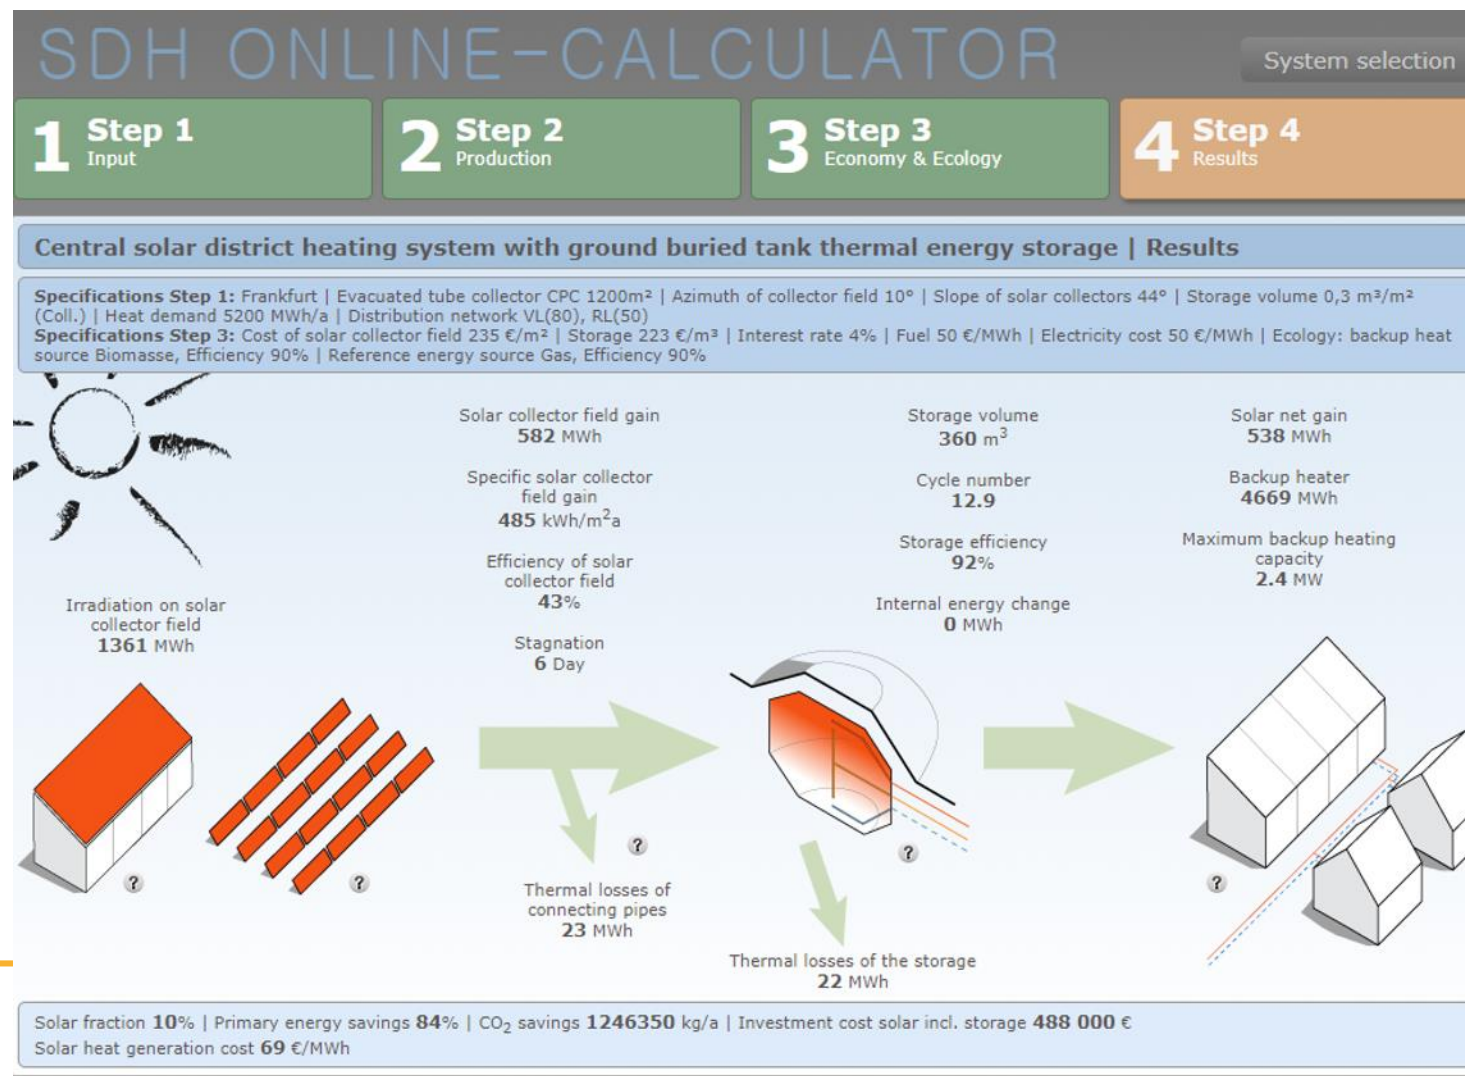 SDH ONLINE-CALCULATOR
System selection
1 Step 1
Input
2 Step 2
Production
3 Step 3
Economy & Ecology
4 Step 4
Results
Central solar district heating system with ground buried tank thermal energy storage | Results
Specifications Step 1: Frankfurt | Evacuated tube collector CPC 1200m² | Azimuth of collector field 10° | Slope of solar collectors 44° | Storage volume 0,3 m³/m²
(Coll.) | Heat demand 5200 MWh/a | Distribution network VL(80), RL(50)
Specifications Step 3: Cost of solar collector field 235 €/m² | Storage 223 €/m³ | Interest rate 4% | Fuel 50 €/MWh | Electricity cost 50 €/MWh | Ecology: backup heat
source Biomasse, Efficiency 90% | Reference energy source Gas, Efficiency 90%
Irradiation on solar
collector field
1361 MWh
Solar collector field gain
582 MWh
Specific solar collector
field gain
485 kWh/m²a
Efficiency of solar
collector field
43%
Stagnation
6 Day
Storage volume
360 m³
Cycle number
12.9
Storage efficiency
92%
Internal energy change
0 MWh
Solar net gain
538 MWh
Backup heater
4669 MWh
Maximum backup heating
capacity
2.4 MW
?
?
?
?
?
Thermal losses of
connecting pipes
23 MWh
Thermal losses of the storage
22 MWh
Solar fraction 10% | Primary energy savings 84% | CO₂ savings 1246350 kg/a | Investment cost solar incl. storage 488 000 €
Solar heat generation cost 69 €/MWh